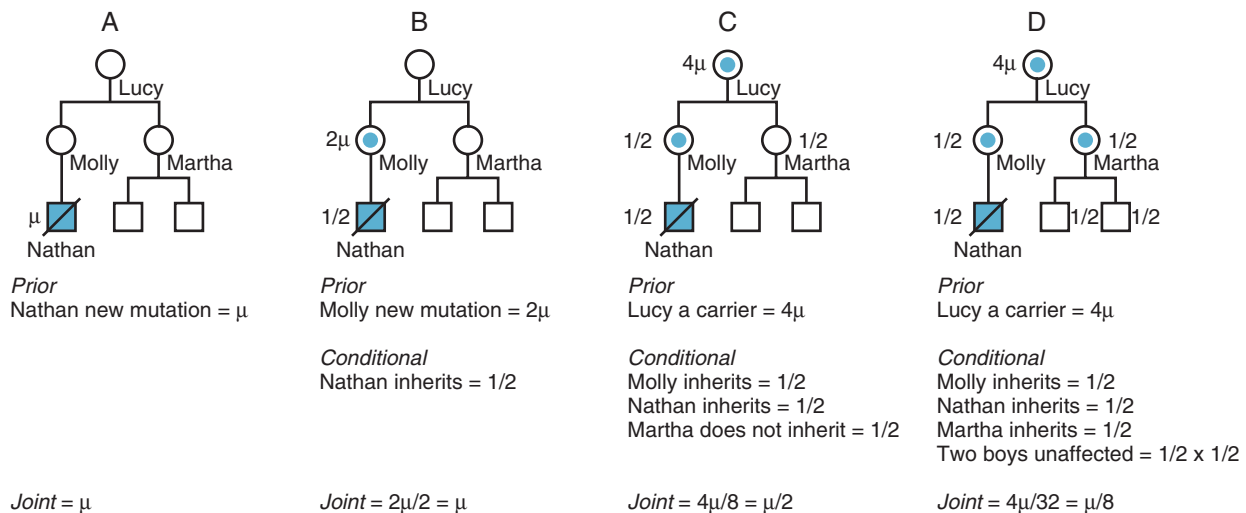 A
Lucy
Molly
Martha
μ
Nathan
Prior
Nathan new mutation = μ
Joint = μ
B
Lucy
2μ
Molly
Martha
1/2
Nathan
Prior
Molly new mutation = 2μ
Conditional
Nathan inherits = 1/2
Joint = 2μ/2 = μ
C
4μ
Lucy
1/2
1/2
Molly
Martha
1/2
Nathan
Prior
Lucy a carrier = 4μ
Conditional
Molly inherits = 1/2
Nathan inherits = 1/2
Martha does not inherit = 1/2
Joint = 4μ/8 = μ/2
D
4μ
Lucy
1/2
1/2
Molly
Martha
1/2
1/2
1/2
Nathan
Prior
Lucy a carrier = 4μ
Conditional
Molly inherits = 1/2
Nathan inherits = 1/2
Martha inherits = 1/2
Two boys unaffected = 1/2 x 1/2
Joint = 4μ/32 = μ/8